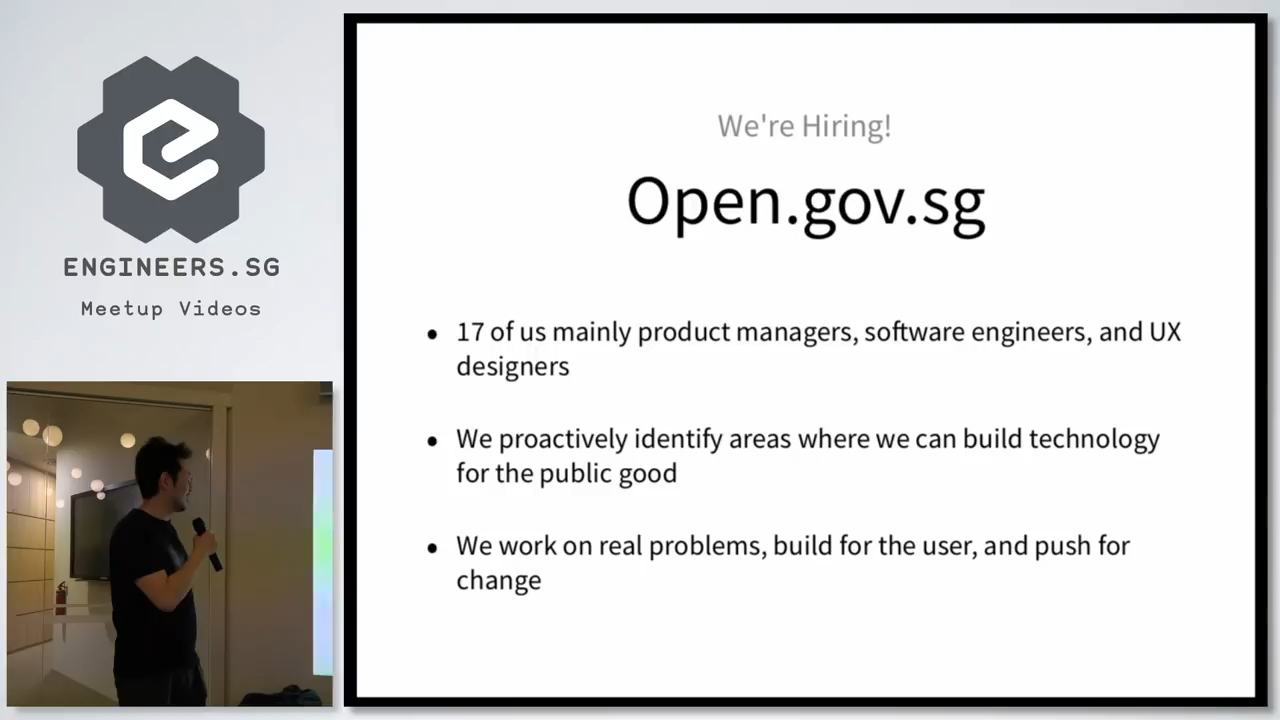 ENGINEERS.SG
Meetup Videos
We're Hiring!
Open.gov.sg
• 17 of us mainly product managers, software engineers, and UX
designers
• We proactively identify areas where we can build technology
for the public good
• We work on real problems, build for the user, and push for
change